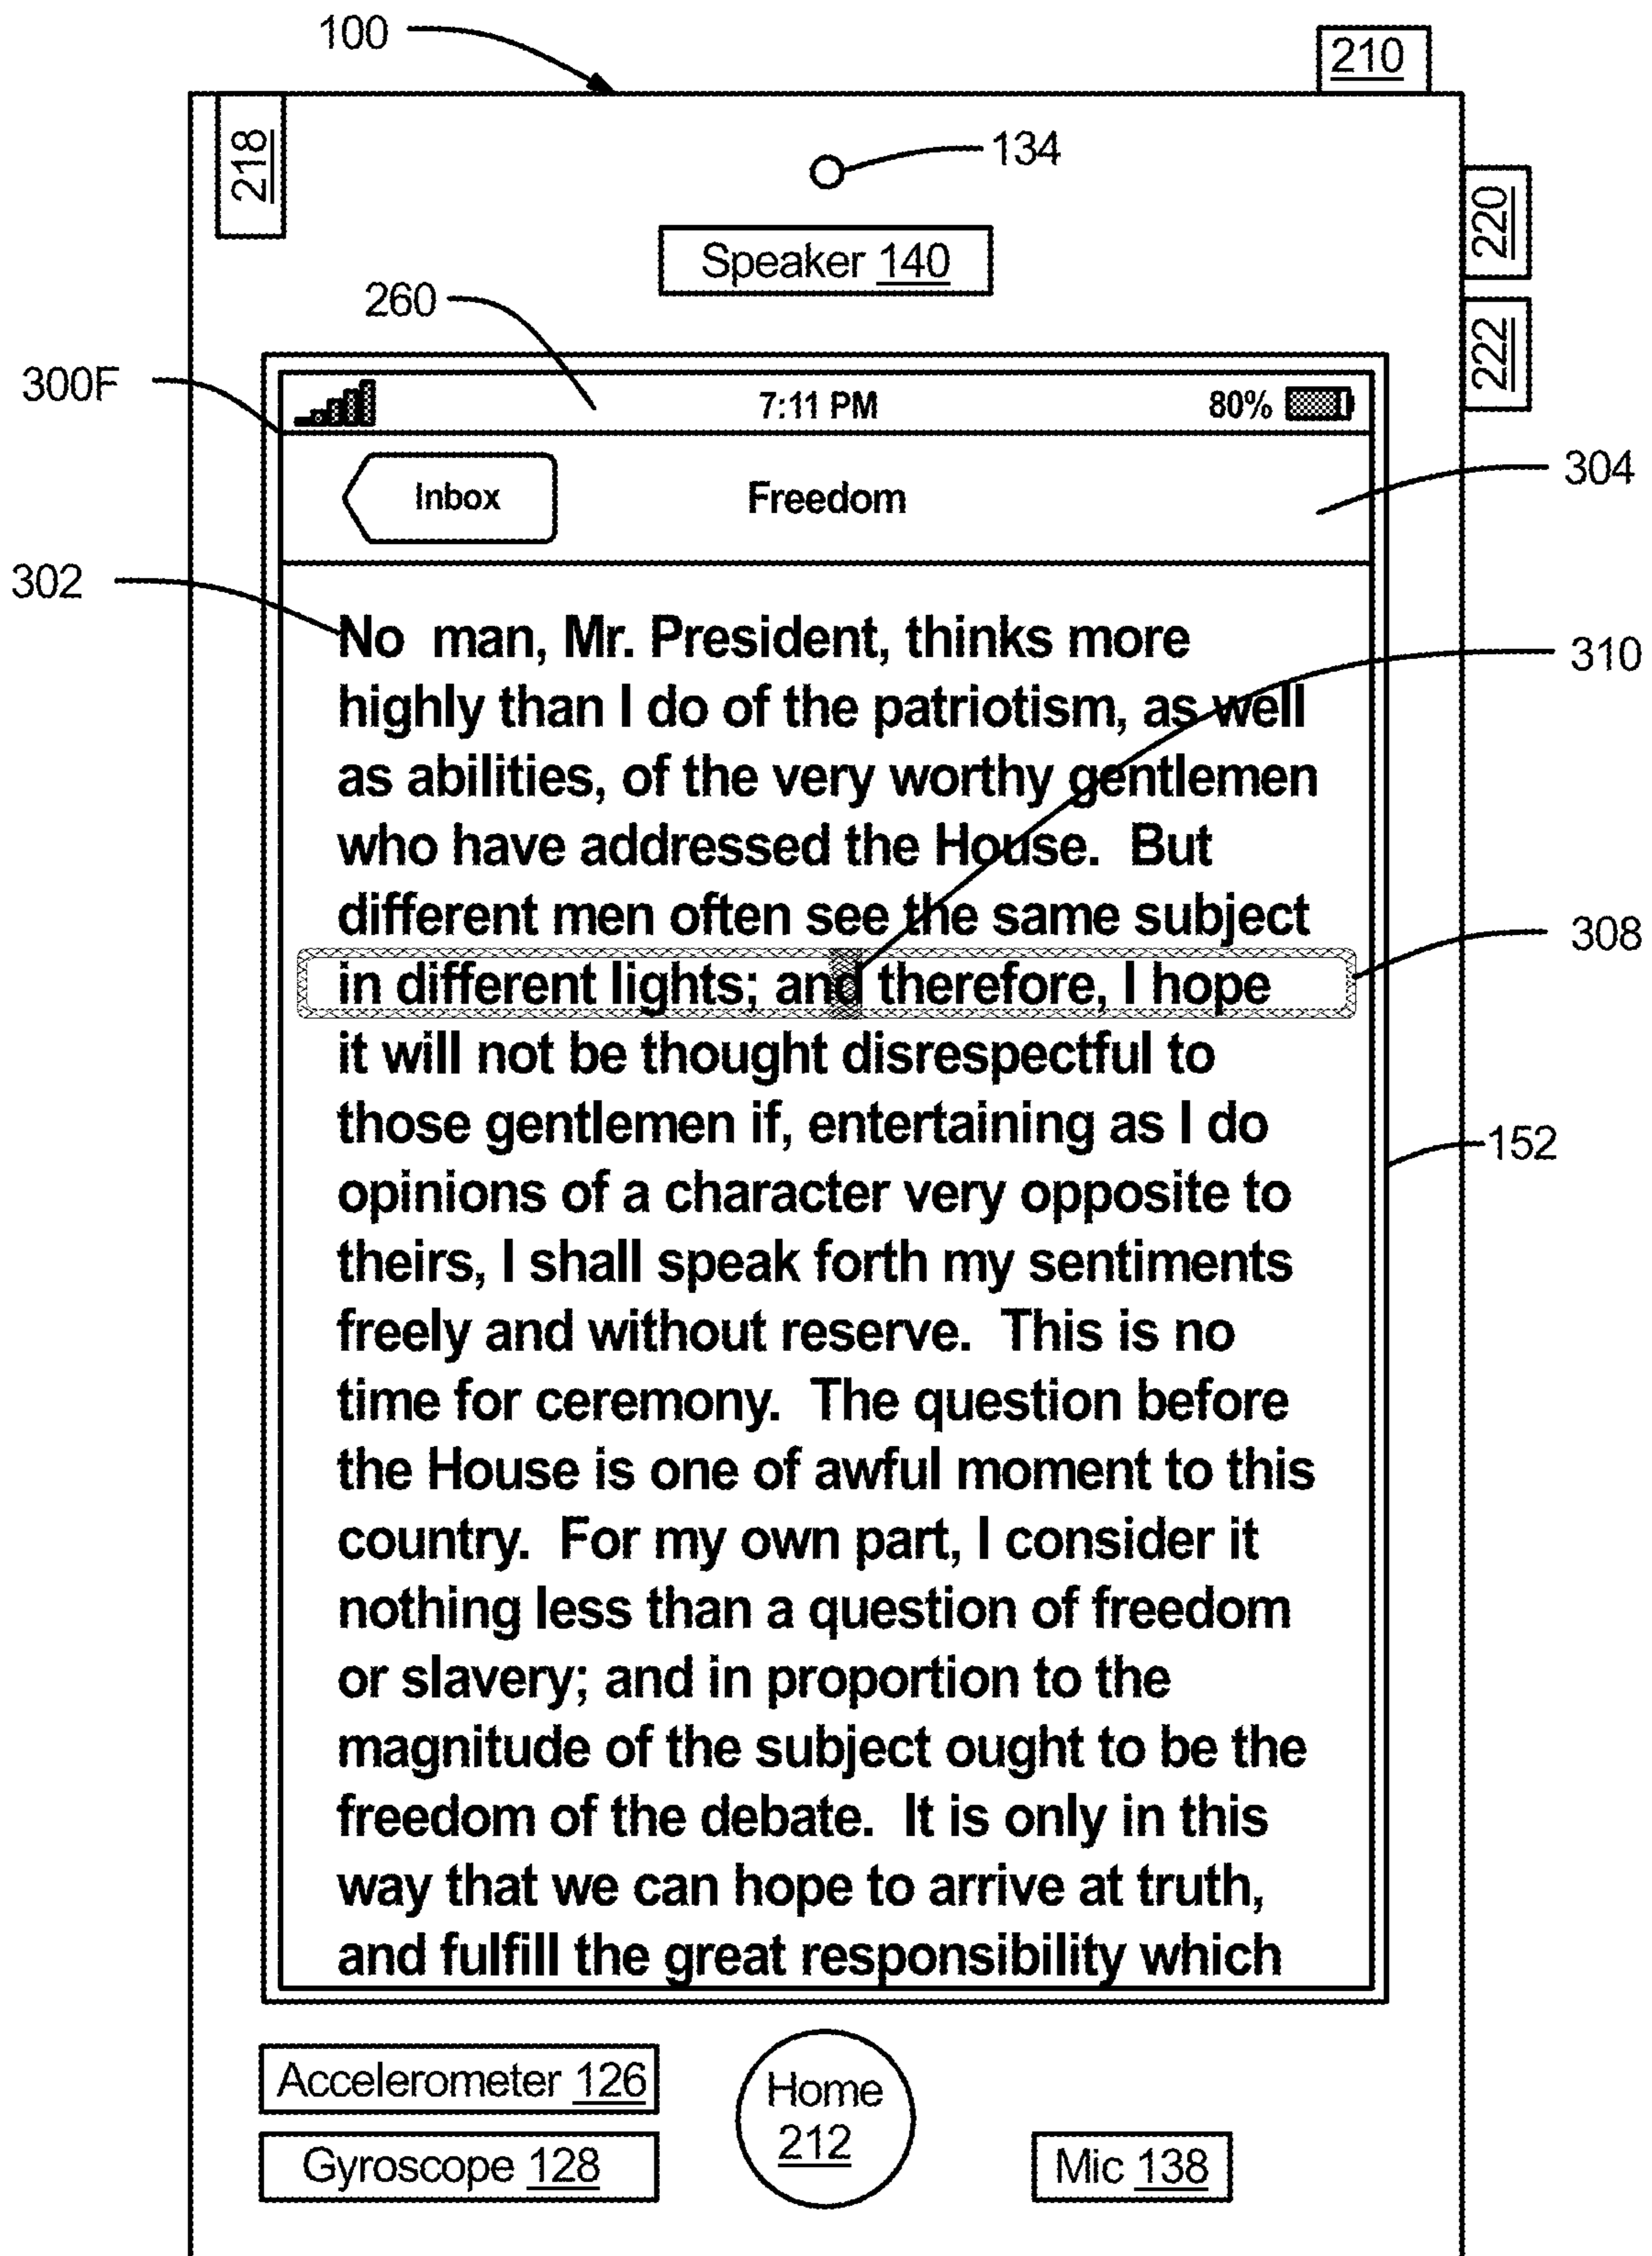 100
210
218
134
220
Speaker 140
260
222
300F
7:11 PM
80%
304
Inbox
Freedom
302
No man, Mr. President, thinks more
310
highly than I do of the patriotism, as well
as abilities, of the very worthy gentlemen
who have addressed the House. But
different men often see the same subject
308
in different lights; and therefore, I hope
it will not be thought disrespectful to
those gentlemen if, entertaining as I do
152
opinions of a character very opposite to
theirs, I shall speak forth my sentiments
freely and without reserve. This is no
time for ceremony. The question before
the House is one of awful moment to this
country. For my own part, I consider it
nothing less than a question of freedom
or slavery; and in proportion to the
magnitude of the subject ought to be the
freedom of the debate. It is only in this
way that we can hope to arrive at truth,
and fulfill the great responsibility which
Accelerometer 126
Home
212
Gyroscope 128
Mic 138